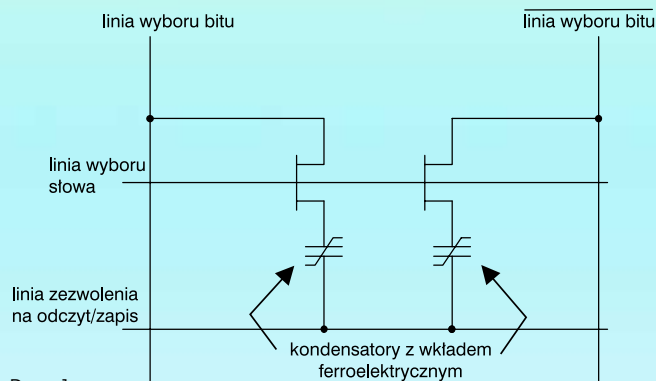 linia wyboru bitu
linia wyboru bitu
linia wyboru
słowa
linia zezwolenia
na odczyt/zapis
kondensatory z wkładem
ferroelektrycznym